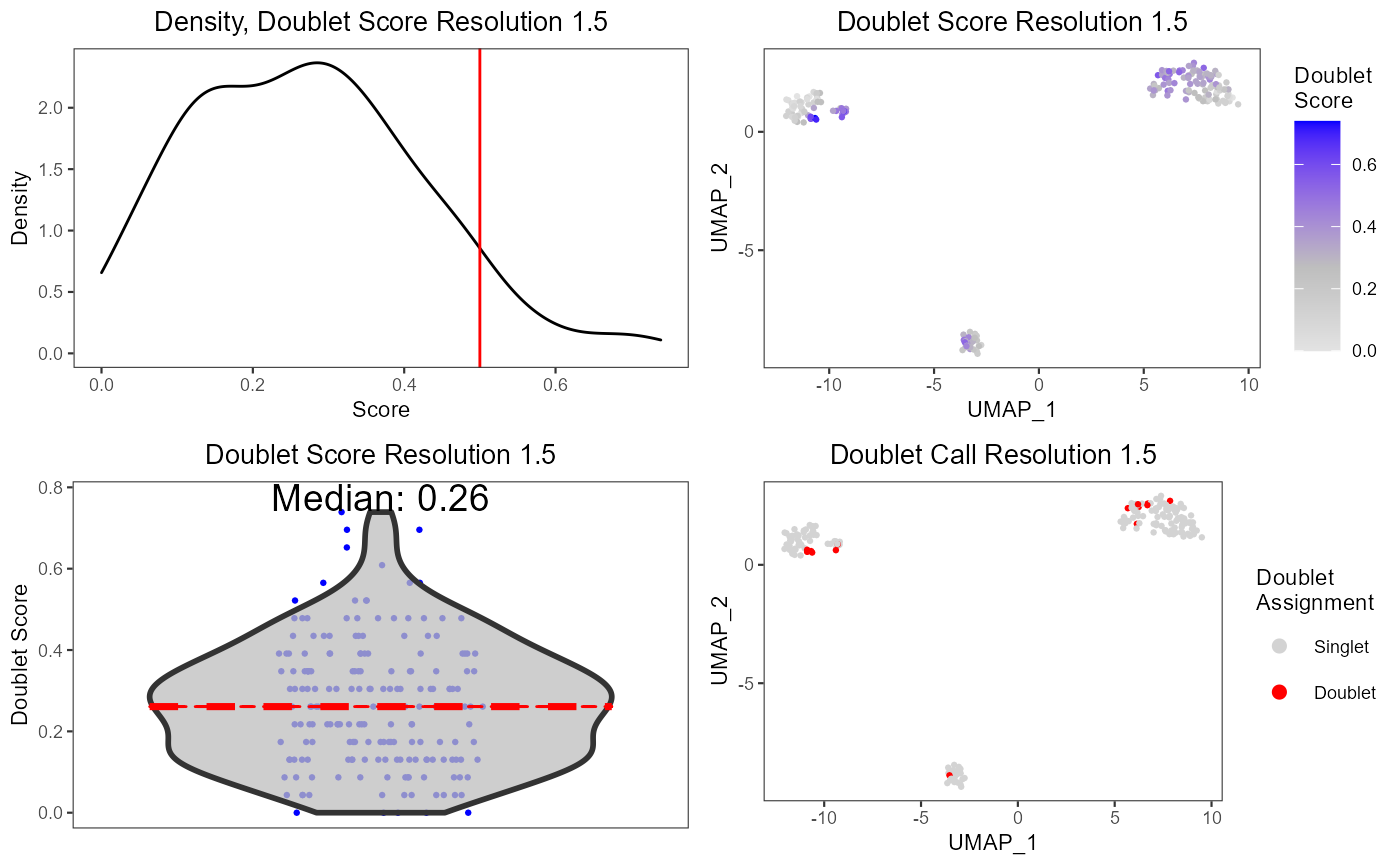 Density, Doublet Score Resolution 1.5
Density
2.0
1.5
1.0
0.5
0.0
0.0
0.2
0.4
0.6
Score
Doublet Score Resolution 1.5
UMAP_2
0
-5
-10
-5
0
5
10
UMAP_1
Doublet
Score
0.6
0.4
0.2
0.0
Doublet Score Resolution 1.5
Median: 0.26
Doublet Score
0.8
0.6
0.4
0.2
0.0
Doublet Call Resolution 1.5
UMAP_2
0
-5
-10
-5
0
5
10
UMAP_1
Doublet
Assignment
Singlet
Doublet